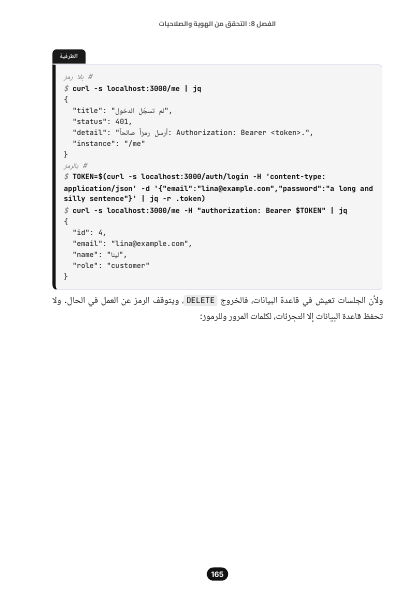 الفصل 8: التحقق من الهوية والصلاحيات
الطرفية
# بلا رمز
$ curl -s localhost:3000/me | jq
{
"title": "لم تسجّل الدخول",
"status": 401,
"detail": "أرسل رمزاً صالحاً: Authorization: Bearer <token>.",
"instance": "/me"
}
# بالرمز
$ TOKEN=$(curl -s localhost:3000/auth/login -H 'content-type:
application/json' -d '{"email":"lina@example.com","password":"a long and
silly sentence"}' | jq -r .token)
$ curl -s localhost:3000/me -H "authorization: Bearer $TOKEN" | jq
{
"id": 4,
"email": "lina@example.com",
"name": "لينا",
"role": "customer"
}
ولأن الجلسات تعيش في قاعدة البيانات، فالخروج DELETE، ويتوقف الرمز عن العمل في الحال. ولا
تحفظ قاعدة البيانات إلا التجزئات، لكلمات المرور وللرموز:
165